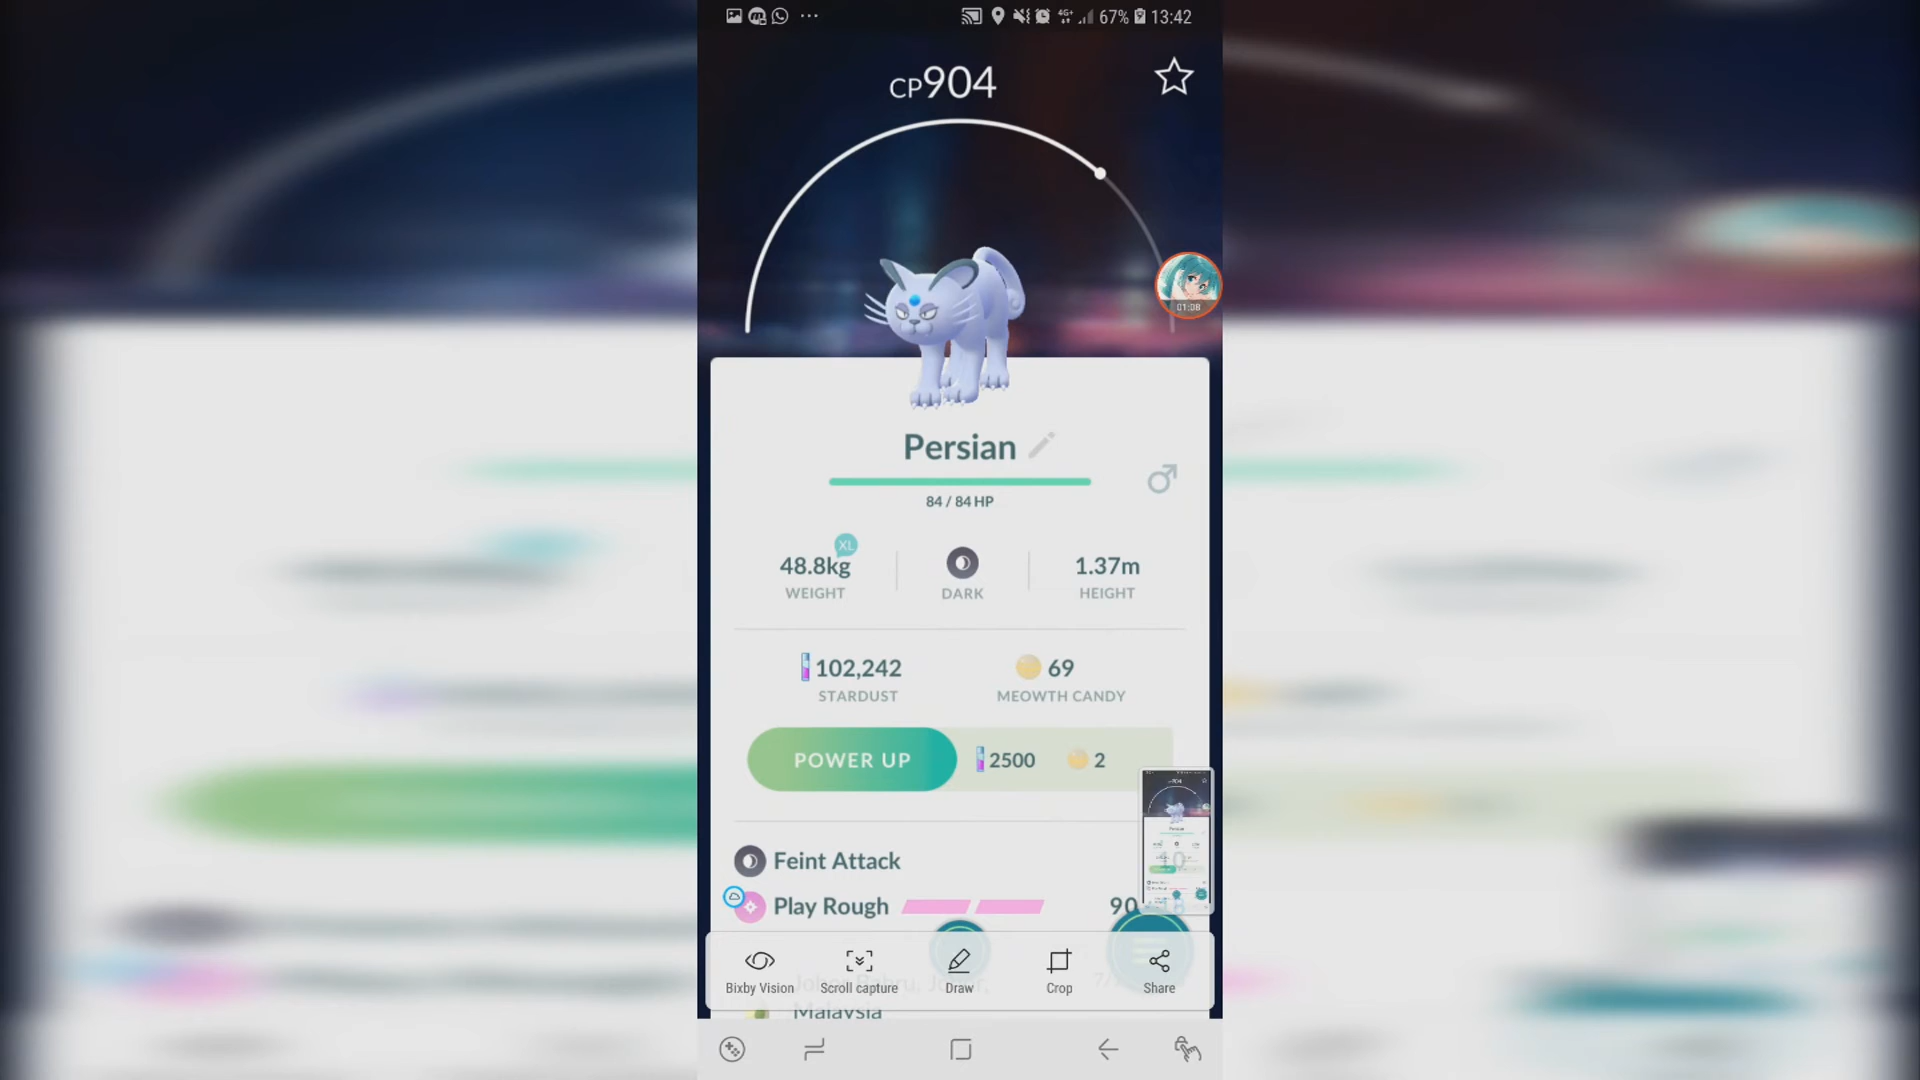 67% 13:42
CP904
01:08
Persian
84 / 84 HP
XL
48.8kg
WEIGHT
DARK
1.37m
HEIGHT
102,242
STARDUST
69
MEOWTH CANDY
POWER UP
2500
2
Feint Attack
10
Play Rough
90
Bixby Vision
Scroll capture
Draw
Crop
Share
Malaysia